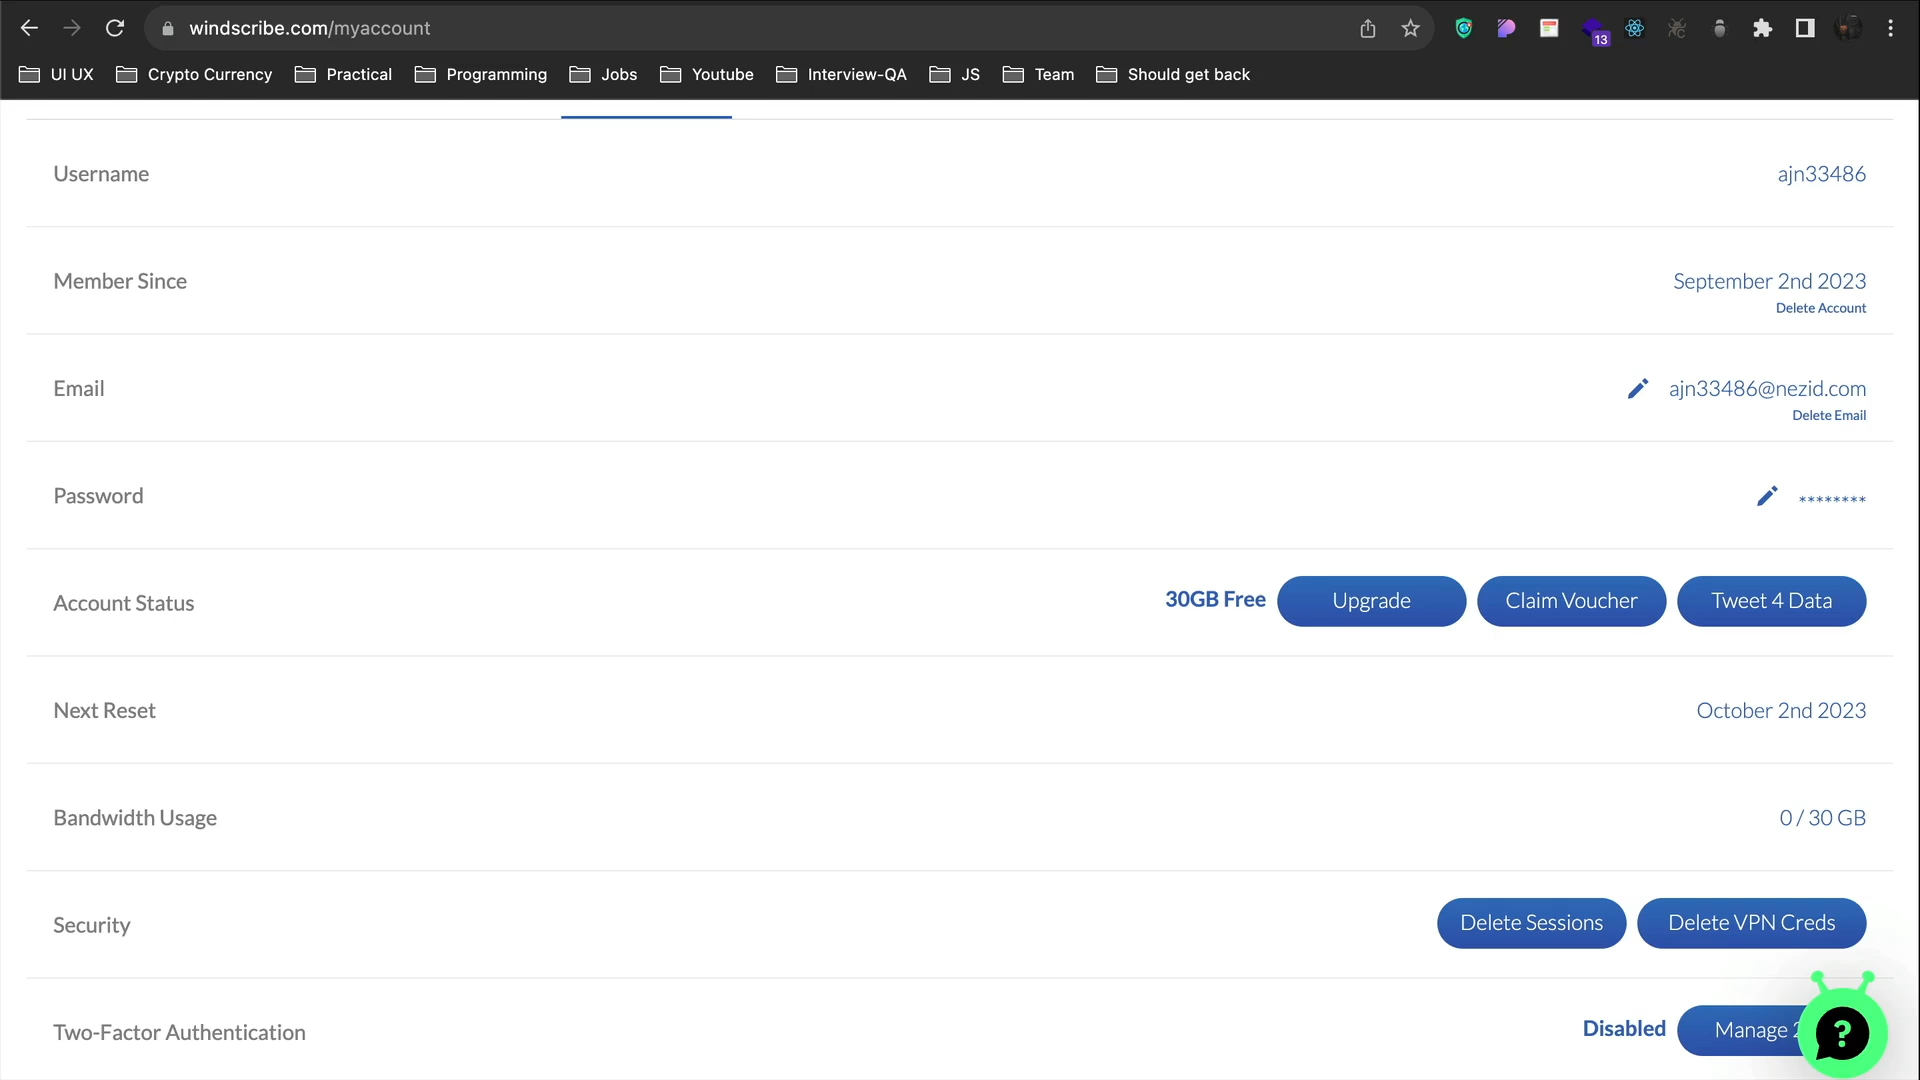 windscribe.com/myaccount
13
UI UX Crypto Currency Practical Programming Jobs Youtube Interview-QA JS Team Should get back
Username ajn33486
Member Since September 2nd 2023
Delete Account
Email ajn33486@nezid.com
Delete Email
Password ********
Account Status 30GB Free Upgrade Claim Voucher Tweet 4 Data
Next Reset October 2nd 2023
Bandwidth Usage 0 / 30 GB
Security Delete Sessions Delete VPN Creds
Two-Factor Authentication Disabled Manage
?